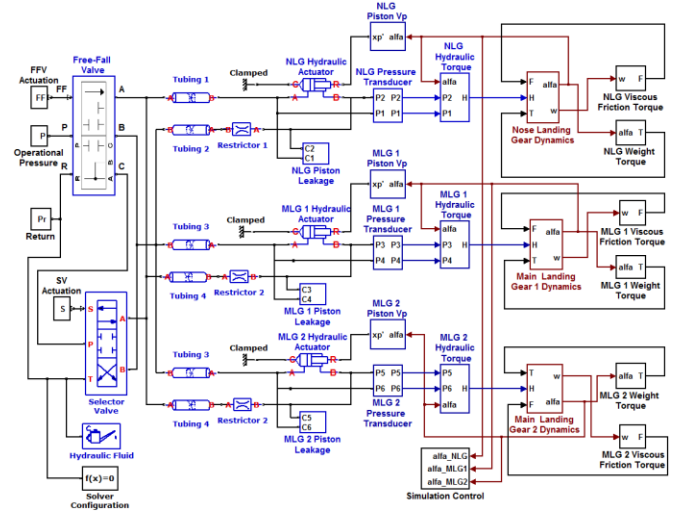 NLG
Piston Vp
xp' alfa
Free-Fall
Valve
FFV
Actuation
FF
FF
A
P
B
P
Operational
Pressure
R
C
Pr
Return
SV
Actuation
S
S
A
P
B
T
Selector
Valve
Hydraulic Fluid
f(x)=0
Solver
Configuration
Tubing 1
A B
Tubing 2
B A
Restrictor 1
B A
Clamped
NLG Hydraulic
Actuator
C R
A B
NLG Pressure
Transducer
P2 P2
P1 P1
NLG
Hydraulic
Torque
alfa
P2 H
P1
C2
C1
NLG Piston
Leakage
F
H
T
alfa
w
Nose Landing
Gear Dynamics
w F
NLG Viscous
Friction Torque
alfa T
NLG Weight
Torque
MLG 1
Piston Vp
xp' alfa
Tubing 3
Tubing 4
Restrictor 2
Clamped
MLG 1 Hydraulic
Actuator
MLG 1
Pressure
Transducer
P3 P3
P4 P4
MLG 1
Hydraulic
Torque
alfa
P3 H
P4
C3
C4
MLG 1 Piston
Leakage
F
H
T
alfa
w
Main Landing
Gear 1 Dynamics
w F
MLG 1 Viscous
Friction Torque
alfa T
MLG 1 Weight
Torque
MLG 2
Piston Vp
xp' alfa
Tubing 3
Tubing 4
Restrictor 2
Clamped
MLG 2 Hydraulic
Actuator
P5 P5
P6 P6
MLG 2
Pressure
Transducer
MLG 2
Hydraulic
Torque
P5
P6 H
alfa
C5
C6
MLG 2 Piston
Leakage
T
H
F
w
alfa
Main Landing
Gear 2 Dynamics
alfa T
MLG 2 Weight
Torque
w F
MLG 2 Viscous
Friction Torque
alfa_NLG
alfa_MLG1
alfa_MLG2
Simulation Control